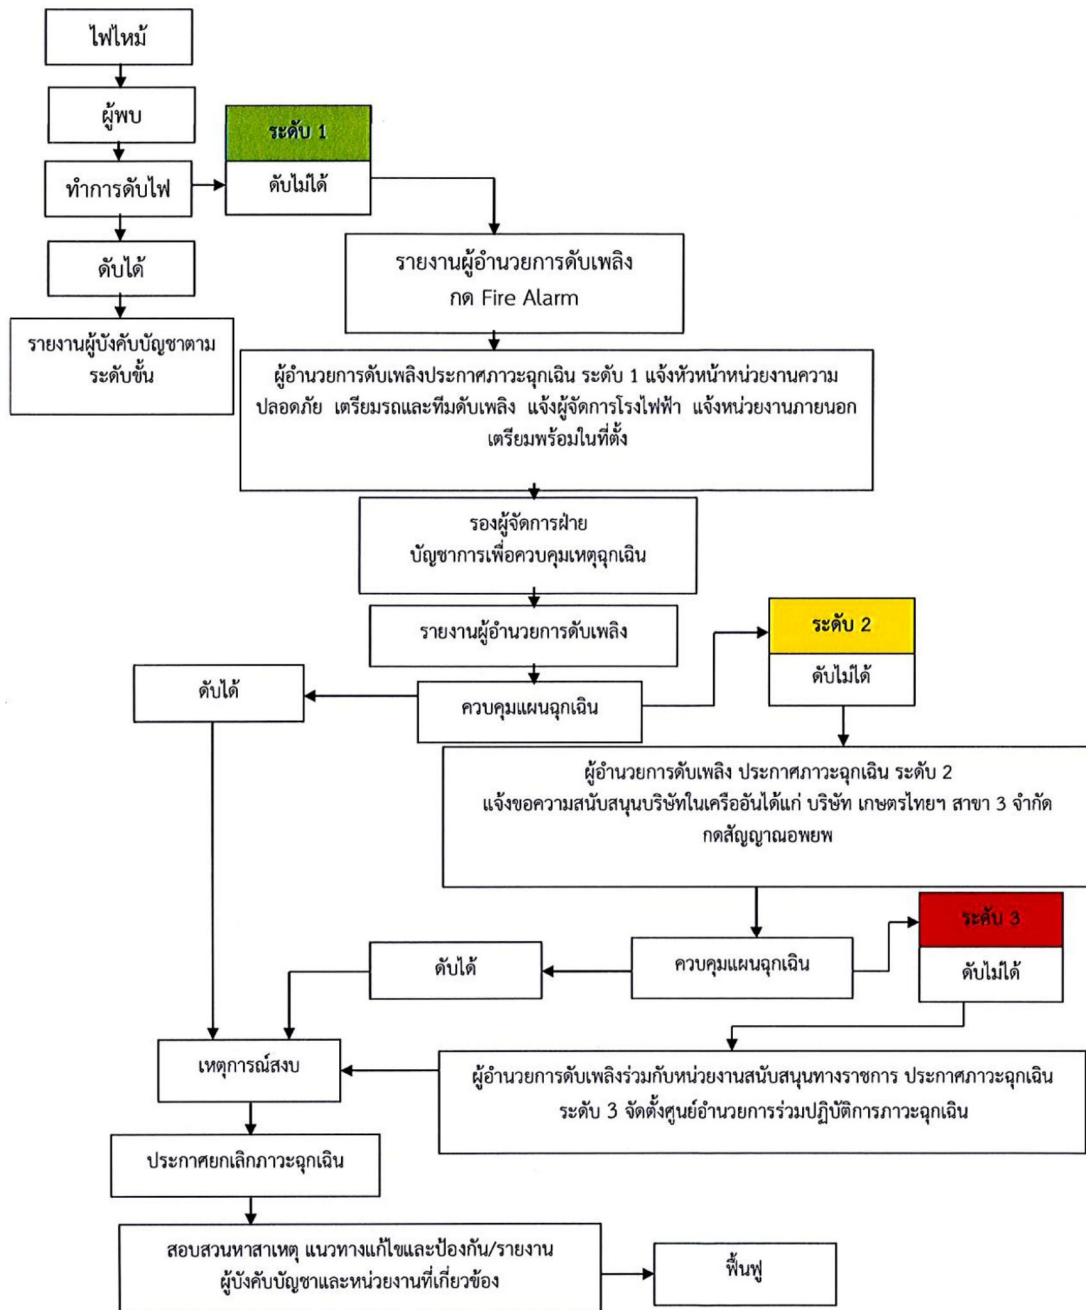 ไฟไหม้
ผู้พบ
ทำการดับไฟ
ระดับ 1
ดับไม่ได้
ดับได้
รายงานผู้บังคับบัญชาตาม
ระดับขั้น
รายงานผู้อำนวยการดับเพลิง
กด Fire Alarm
ผู้อำนวยการดับเพลิงประกาศภาวะฉุกเฉิน ระดับ 1 แจ้งหัวหน้าหน่วยงานความ
ปลอดภัย เตรียมรถและทีมดับเพลิง แจ้งผู้จัดการโรงไฟฟ้า แจ้งหน่วยงานภายนอก
เตรียมพร้อมในที่ตั้ง
รองผู้จัดการฝ่าย
บัญชาการเพื่อควบคุมเหตุฉุกเฉิน
รายงานผู้อำนวยการดับเพลิง
ระดับ 2
ดับไม่ได้
ดับได้
ควบคุมแผนฉุกเฉิน
ผู้อำนวยการดับเพลิง ประกาศภาวะฉุกเฉิน ระดับ 2
แจ้งขอความสนับสนุนบริษัทในเครืออันได้แก่ บริษัท เกษตรไทยฯ สาขา 3 จำกัด
กดสัญญาณอพยพ
ระดับ 3
ดับไม่ได้
ดับได้
ควบคุมแผนฉุกเฉิน
เหตุการณ์สงบ
ผู้อำนวยการดับเพลิงร่วมกับหน่วยงานสนับสนุนทางราชการ ประกาศภาวะฉุกเฉิน
ระดับ 3 จัดตั้งศูนย์อำนวยการร่วมปฏิบัติการภาวะฉุกเฉิน
ประกาศยกเลิกภาวะฉุกเฉิน
สอบสวนหาสาเหตุ แนวทางแก้ไขและป้องกัน/รายงาน
ผู้บังคับบัญชาและหน่วยงานที่เกี่ยวข้อง
ฟื้นฟู